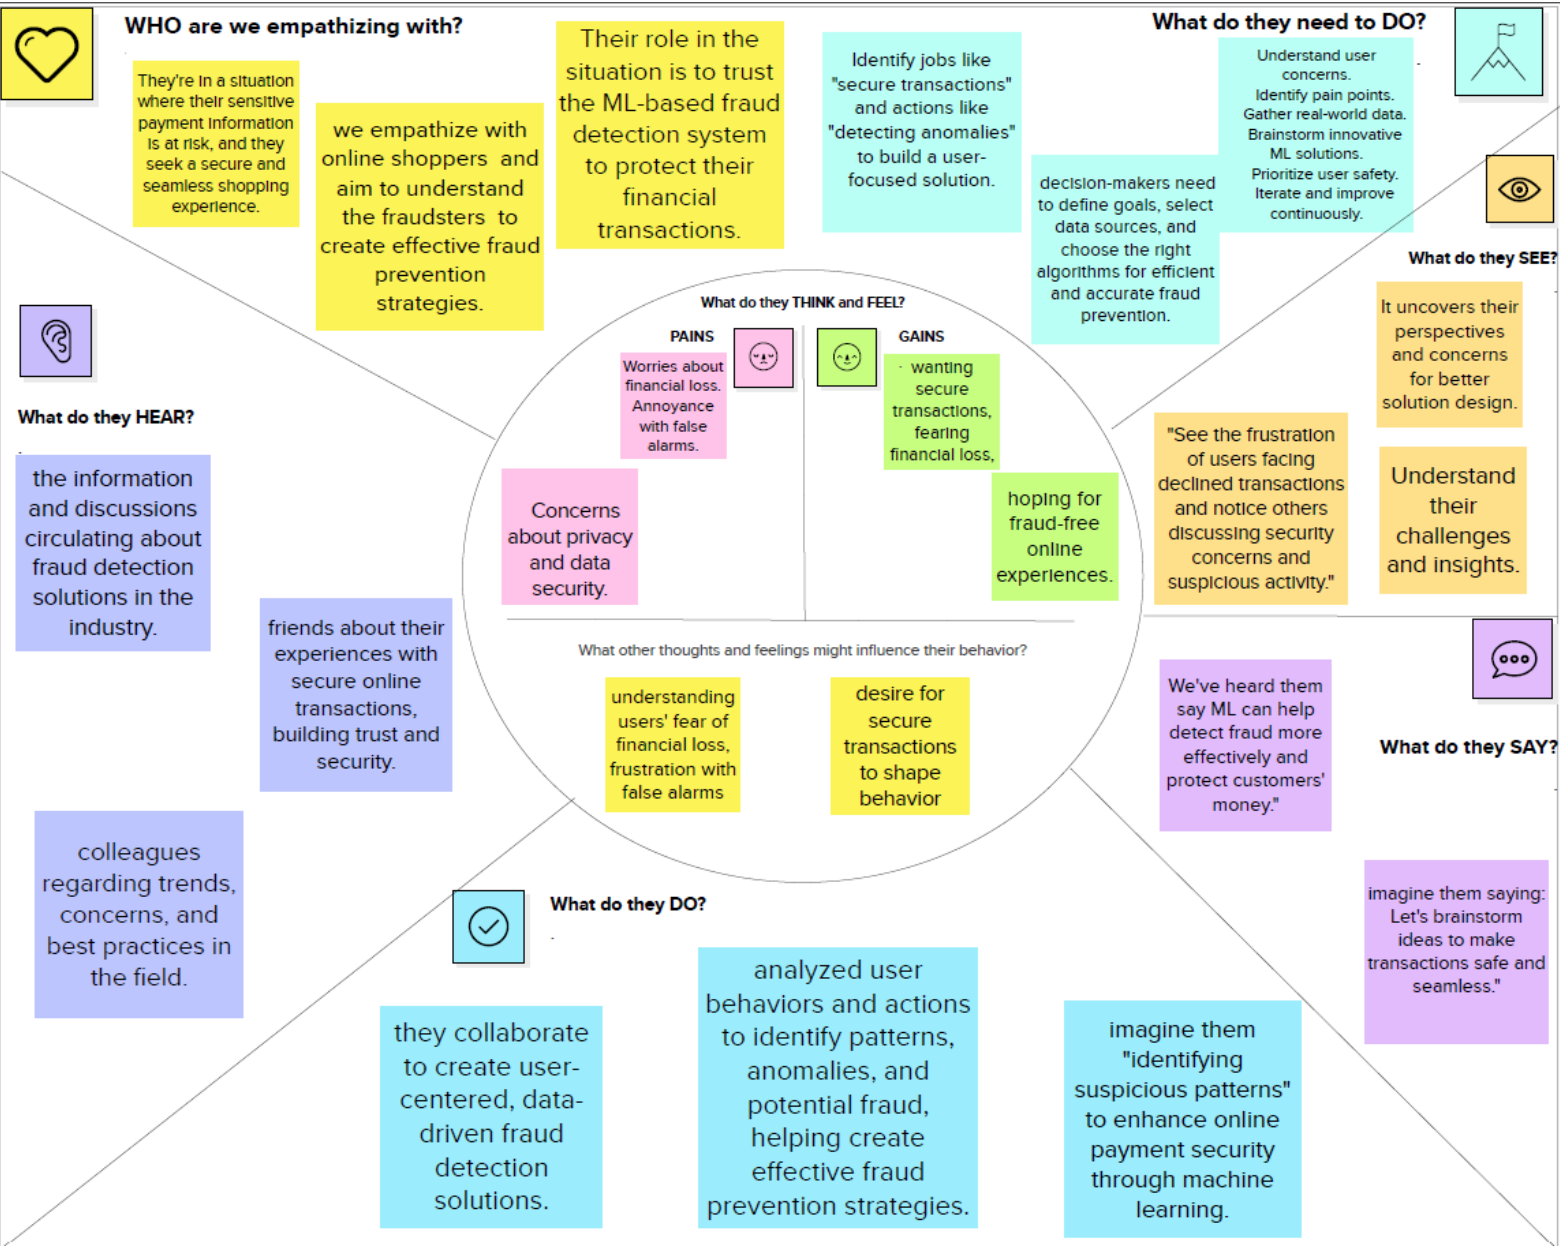 WHO are we empathizing with?
They're in a situation
where their sensitive
payment information
is at risk, and they
seek a secure and
seamless shopping
experience.
we empathize with
online shoppers and
aim to understand
the fraudsters to
create effective fraud
prevention
strategies.
Their role in the
situation is to trust
the ML-based fraud
detection system
to protect their
financial
transactions.
What do they need to DO?
Identify jobs like
"secure transactions"
and actions like
"detecting anomalies"
to build a user-
focused solution.
decision-makers need
to define goals, select
data sources, and
choose the right
algorithms for efficient
and accurate fraud
prevention.
Understand user
concerns.
Identify pain points.
Gather real-world data.
Brainstorm innovative
ML solutions.
Prioritize user safety.
Iterate and improve
continuously.
What do they SEE?
It uncovers their
perspectives
and concerns
for better
solution design.
"See the frustration
of users facing
declined transactions
and notice others
discussing security
concerns and
suspicious activity."
Understand
their
challenges
and insights.
What do they SAY?
We've heard them
say ML can help
detect fraud more
effectively and
protect customers'
money."
imagine them saying:
Let's brainstorm
ideas to make
transactions safe and
seamless."
What do they DO?
they collaborate
to create user-
centered, data-
driven fraud
detection
solutions.
analyzed user
behaviors and actions
to identify patterns,
anomalies, and
potential fraud,
helping create
effective fraud
prevention strategies.
imagine them
"identifying
suspicious patterns"
to enhance online
payment security
through machine
learning.
What do they HEAR?
the information
and discussions
circulating about
fraud detection
solutions in the
industry.
friends about their
experiences with
secure online
transactions,
building trust and
security.
colleagues
regarding trends,
concerns, and
best practices in
the field.
What do they THINK and FEEL?
PAINS
Worries about
financial loss.
Annoyance
with false
alarms.
Concerns
about privacy
and data
security.
GAINS
wanting
secure
transactions,
fearing
financial loss,
hoping for
fraud-free
online
experiences.
What other thoughts and feelings might influence their behavior?
understanding
users' fear of
financial loss,
frustration with
false alarms
desire for
secure
transactions
to shape
behavior